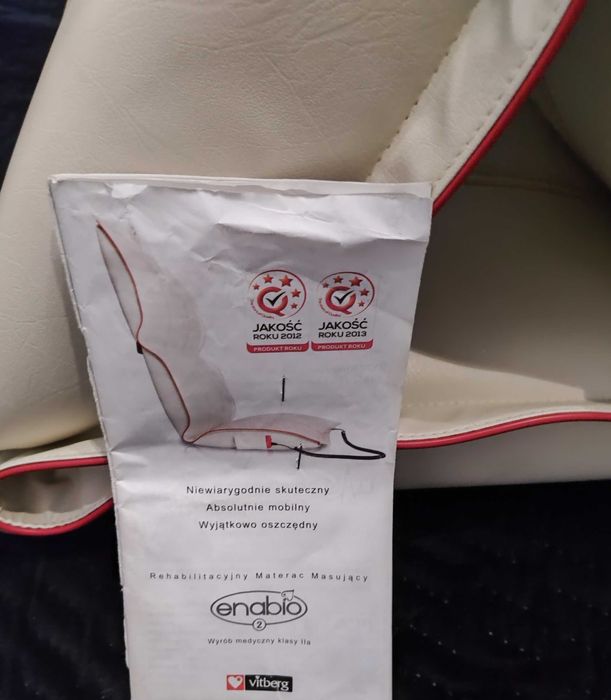 JAKOŚĆ
ROKU 2012
PRODUKT ROKU
JAKOŚĆ
ROKU 2013
PRODUKT ROKU
Niewiarygodnie skuteczny
Absolutnie mobilny
Wyjątkowo oszczędny
Rehabilitacyjny Materac Masujący
enabio
2
Wyrób medyczny klasy IIa
vitberg